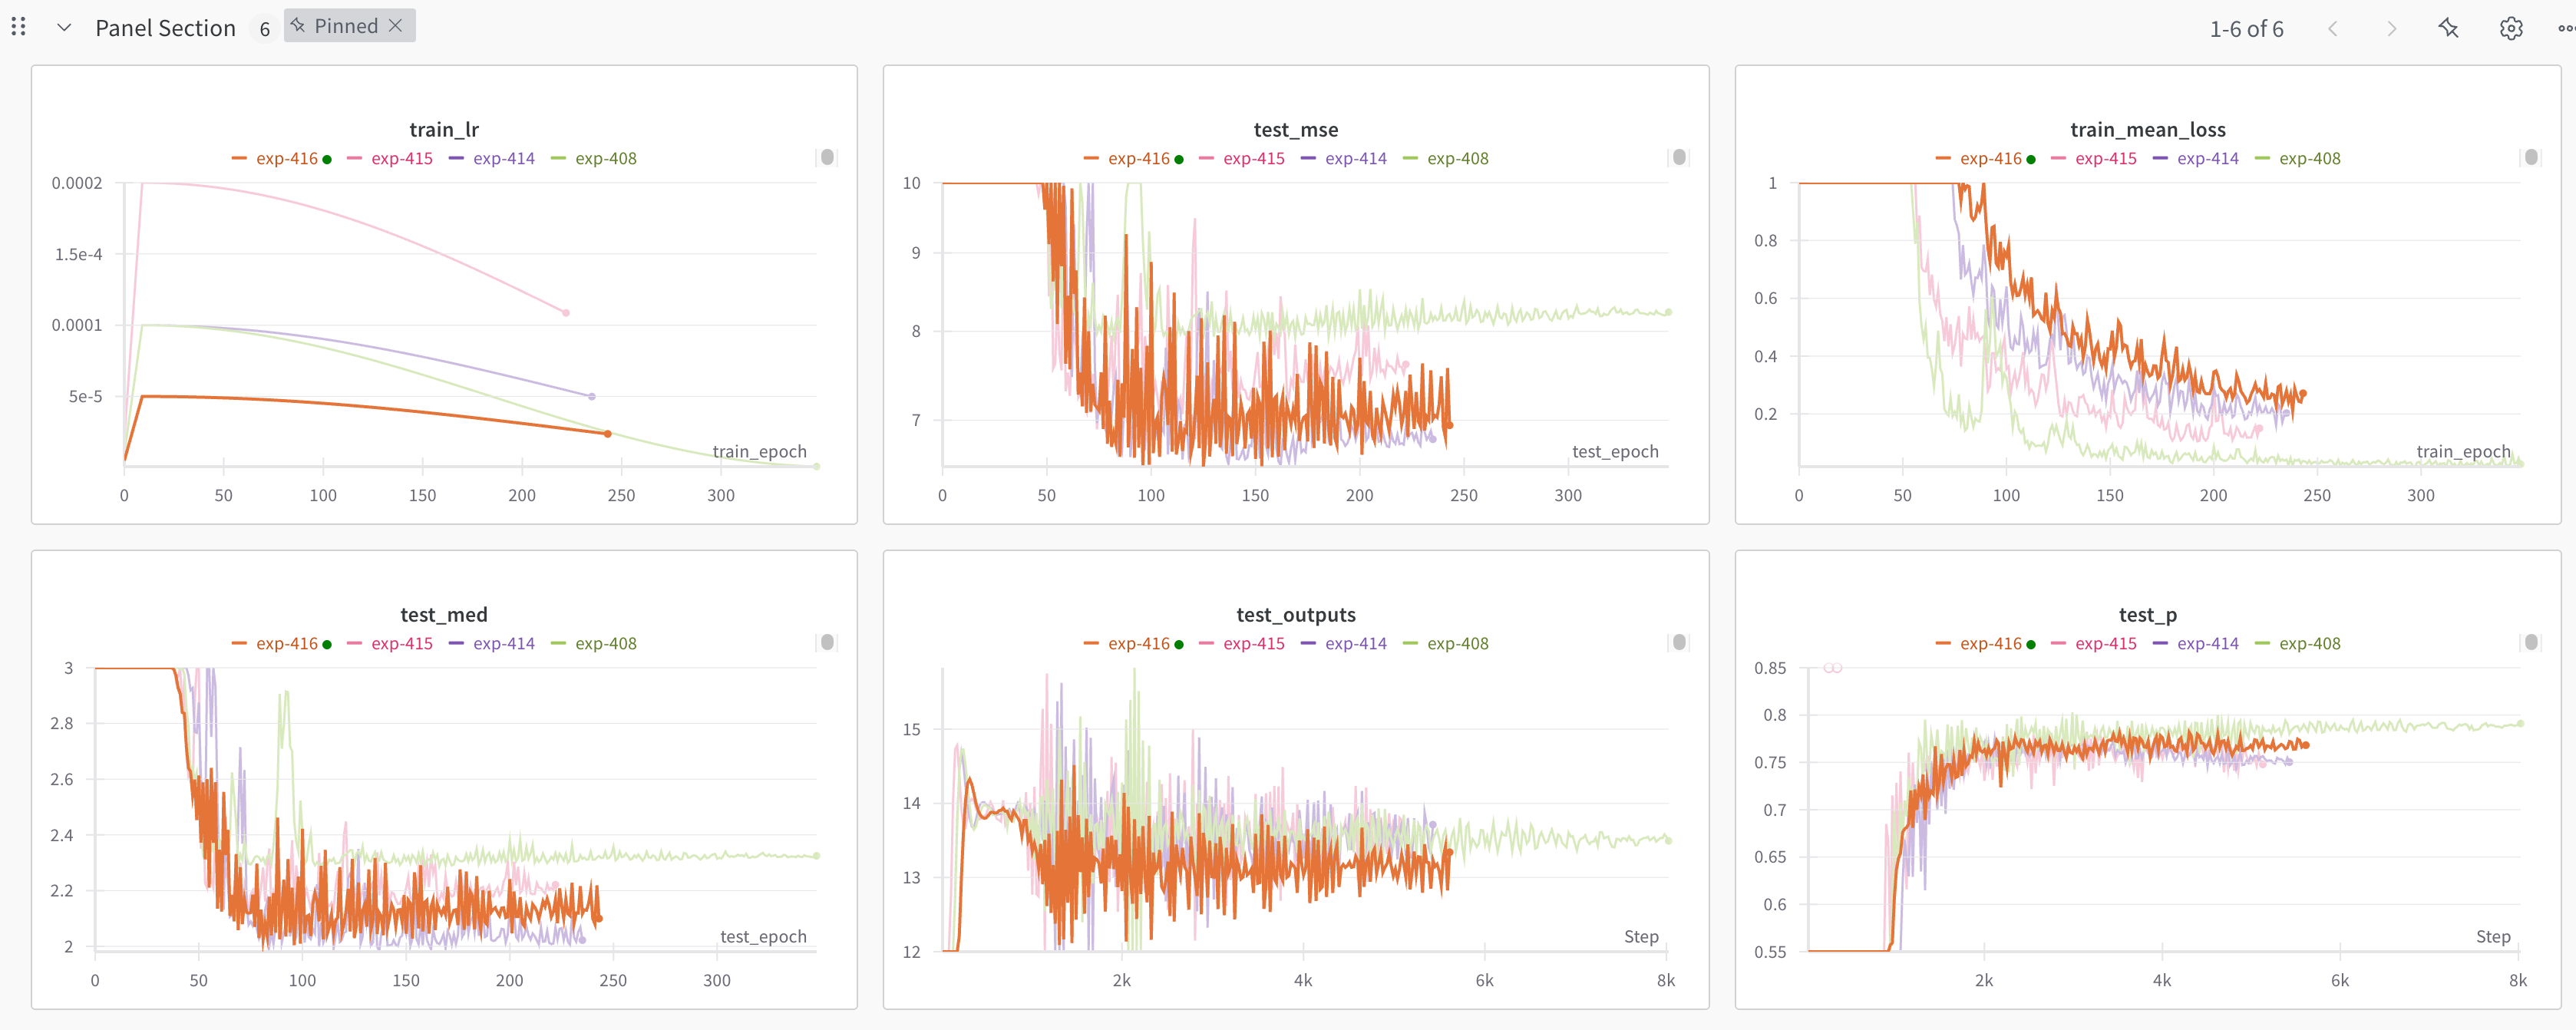 Panel Section 6 Pinned 1-6 of 6
train_lr
exp-416 exp-415 exp-414 exp-408
0.0002
1.5e-4
0.0001
5e-5
train_epoch
0 50 100 150 200 250 300
test_mse
exp-416 exp-415 exp-414 exp-408
10
9
8
7
test_epoch
0 50 100 150 200 250 300
train_mean_loss
exp-416 exp-415 exp-414 exp-408
1
0.8
0.6
0.4
0.2
train_epoch
0 50 100 150 200 250 300
test_med
exp-416 exp-415 exp-414 exp-408
3
2.8
2.6
2.4
2.2
2
test_epoch
0 50 100 150 200 250 300
test_outputs
exp-416 exp-415 exp-414 exp-408
15
14
13
12
Step
2k 4k 6k 8k
test_p
exp-416 exp-415 exp-414 exp-408
0.85
0.8
0.75
0.7
0.65
0.6
0.55
Step
2k 4k 6k 8k